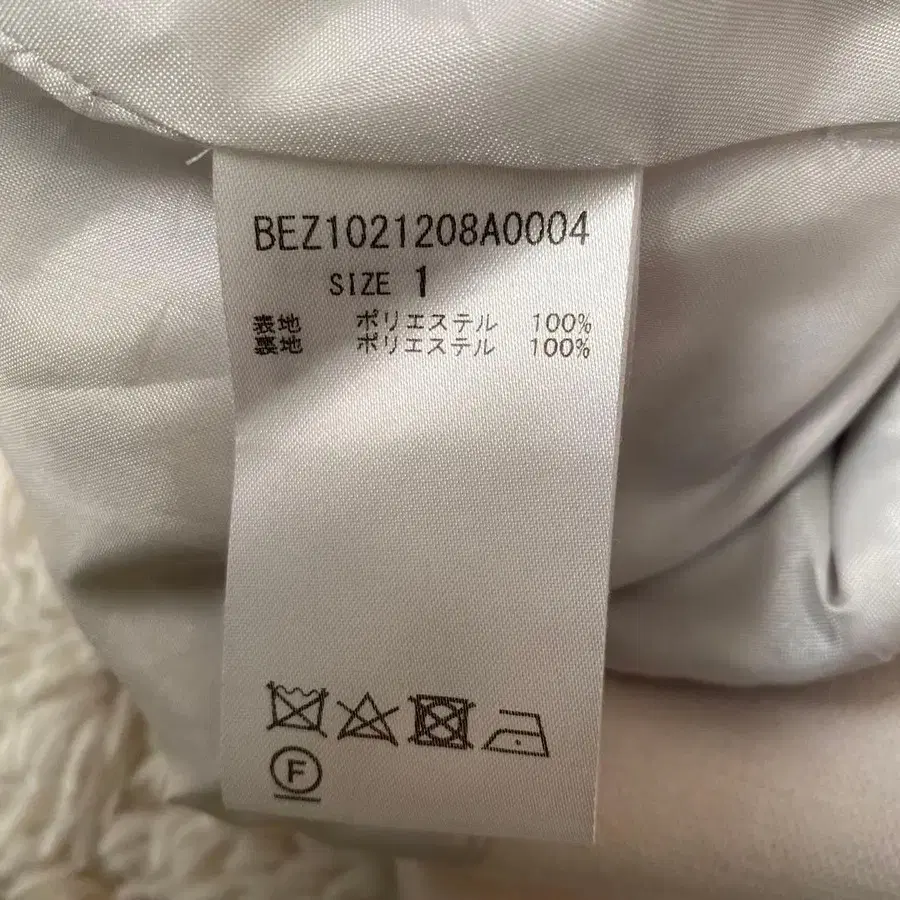 BEZ1021208A0004
SIZE 1
表地 ポリエステル 100%
裏地 ポリエステル 100%
F